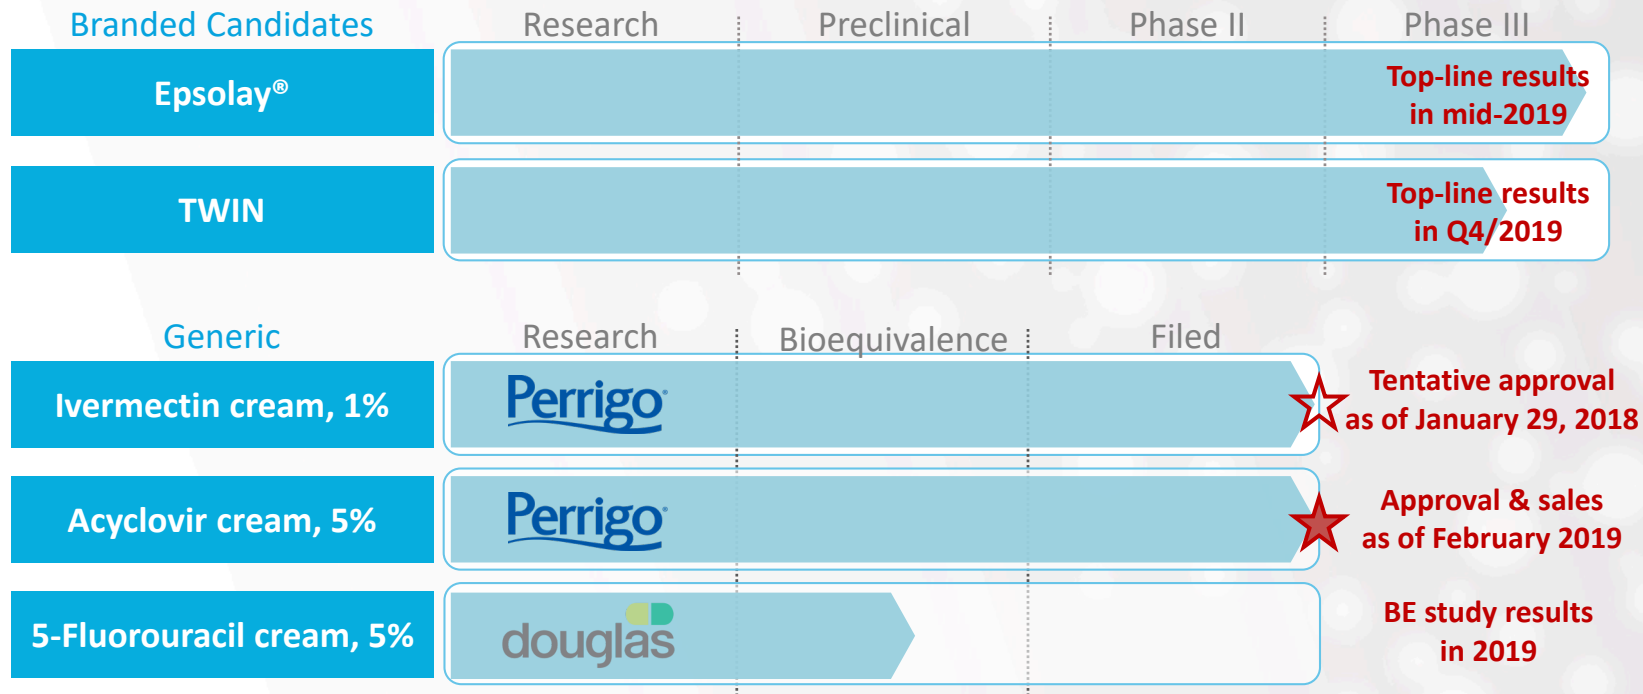 Branded Candidates Research Preclinical Phase II Phase III
Epsolay®
Top-line results
in mid-2019
TWIN
Top-line results
in Q4/2019
Generic Research Bioequivalence Filed
Ivermectin cream, 1%
Perrigo®
Tentative approval
as of January 29, 2018
Acyclovir cream, 5%
Perrigo®
Approval & sales
as of February 2019
5-Fluorouracil cream, 5%
douglas
BE study results
in 2019